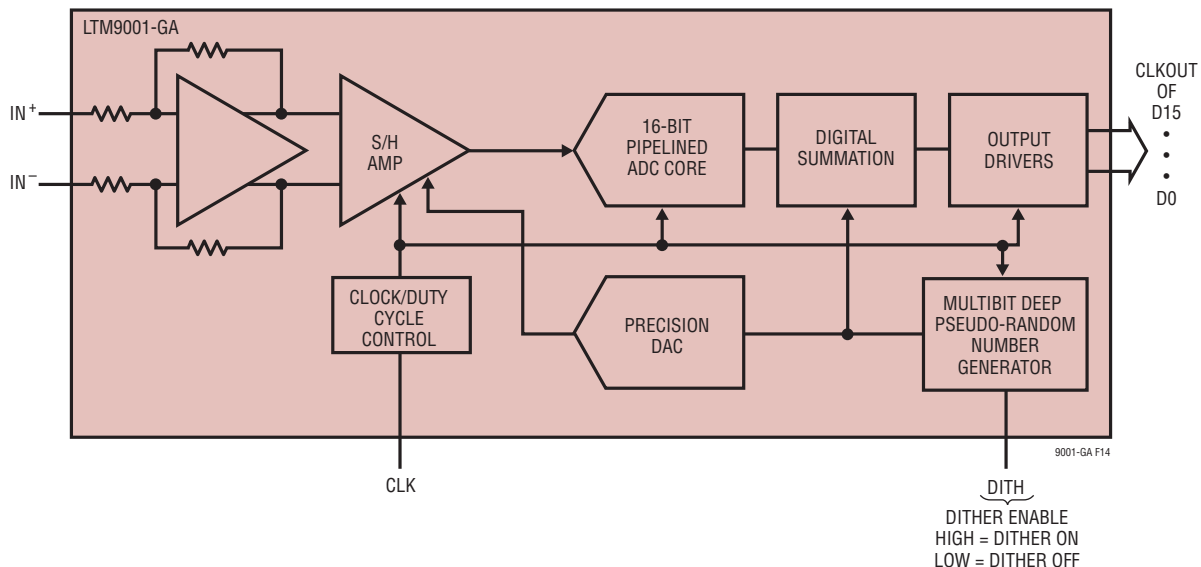 LTM9001-GA
IN+
IN−
S/H
AMP
16-BIT
PIPELINED
ADC CORE
DIGITAL
SUMMATION
OUTPUT
DRIVERS
CLKOUT
OF
D15
•
•
•
D0
CLOCK/DUTY
CYCLE
CONTROL
PRECISION
DAC
MULTIBIT DEEP
PSEUDO-RANDOM
NUMBER
GENERATOR
9001-GA F14
CLK
DITH
DITHER ENABLE
HIGH = DITHER ON
LOW = DITHER OFF